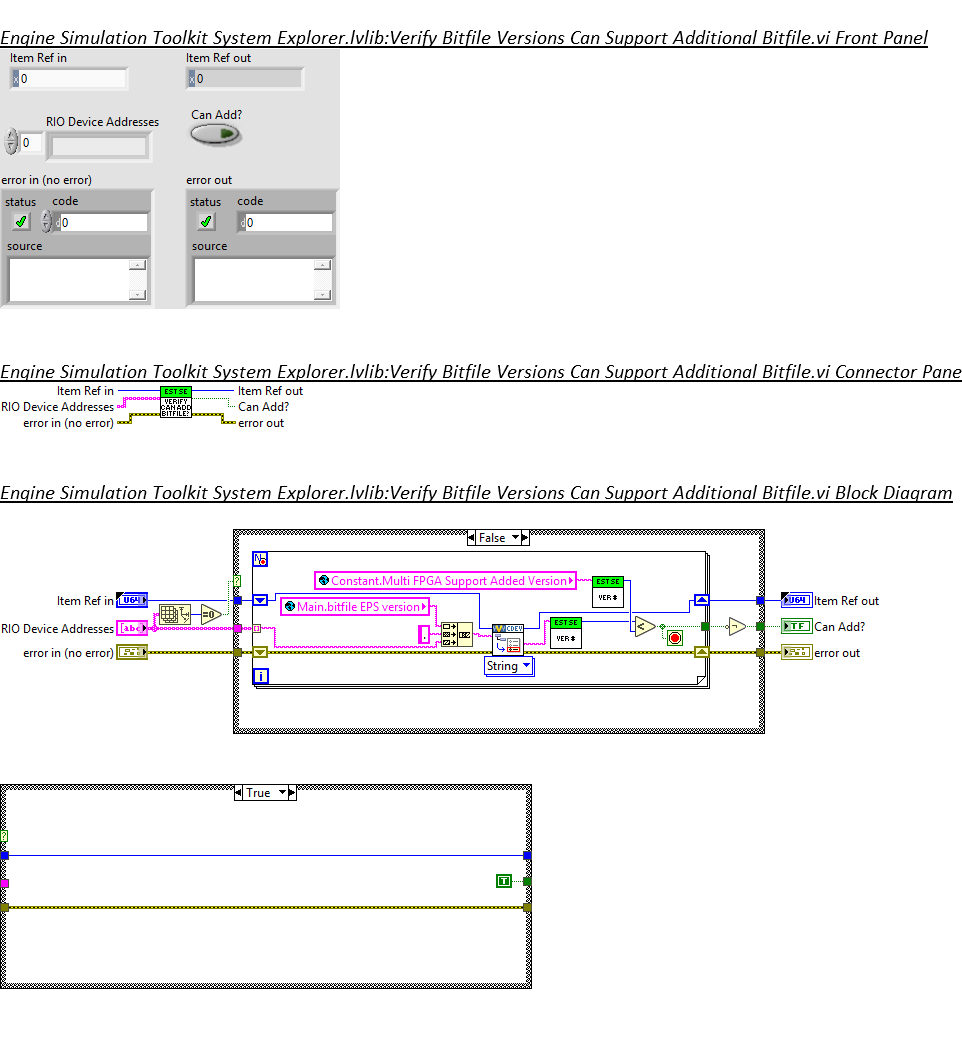 Engine Simulation Toolkit System Explorer.lvlib:Verify Bitfile Versions Can Support Additional Bitfile.vi Front Panel
Item Ref in
Item Ref out
x 0
x 0
RIO Device Addresses
Can Add?
0
error in (no error)
error out
status
code
status
code
d 0
d 0
source
source
Engine Simulation Toolkit System Explorer.lvlib:Verify Bitfile Versions Can Support Additional Bitfile.vi Connector Pane
Item Ref in
EST SE
Item Ref out
RIO Device Addresses
VERIFY
CAN ADD
BITFILE?
Can Add?
error in (no error)
error out
Engine Simulation Toolkit System Explorer.lvlib:Verify Bitfile Versions Can Support Additional Bitfile.vi Block Diagram
False
N
?
Constant.Multi FPGA Support Added Version
EST SE
VER #
Item Ref in
U64
=0
Main.bitfile EPS version
U64
Item Ref out
RIO Device Addresses
abc
.
CDEV
EST SE
VER #
<
TF
Can Add?
error in (no error)
error out
String
i
True
?
T